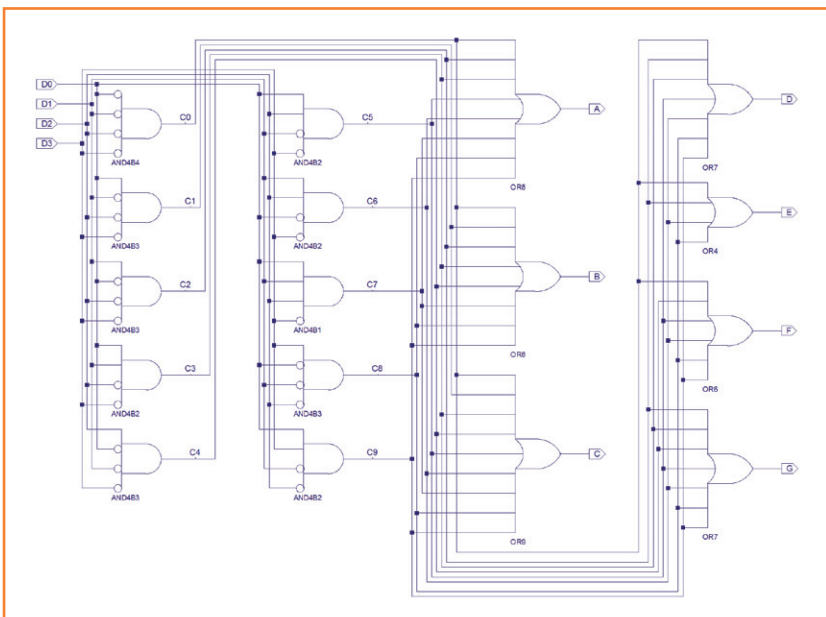 D0
D1
D2
D3
C0
AND4B4
C1
AND4B3
C2
AND4B3
C3
AND4B2
C4
AND4B3
C5
AND4B2
C6
AND4B2
C7
AND4B1
C8
AND4B3
C9
AND4B2
A
OR8
B
OR8
C
OR9
D
OR7
E
OR4
F
OR6
G
OR7